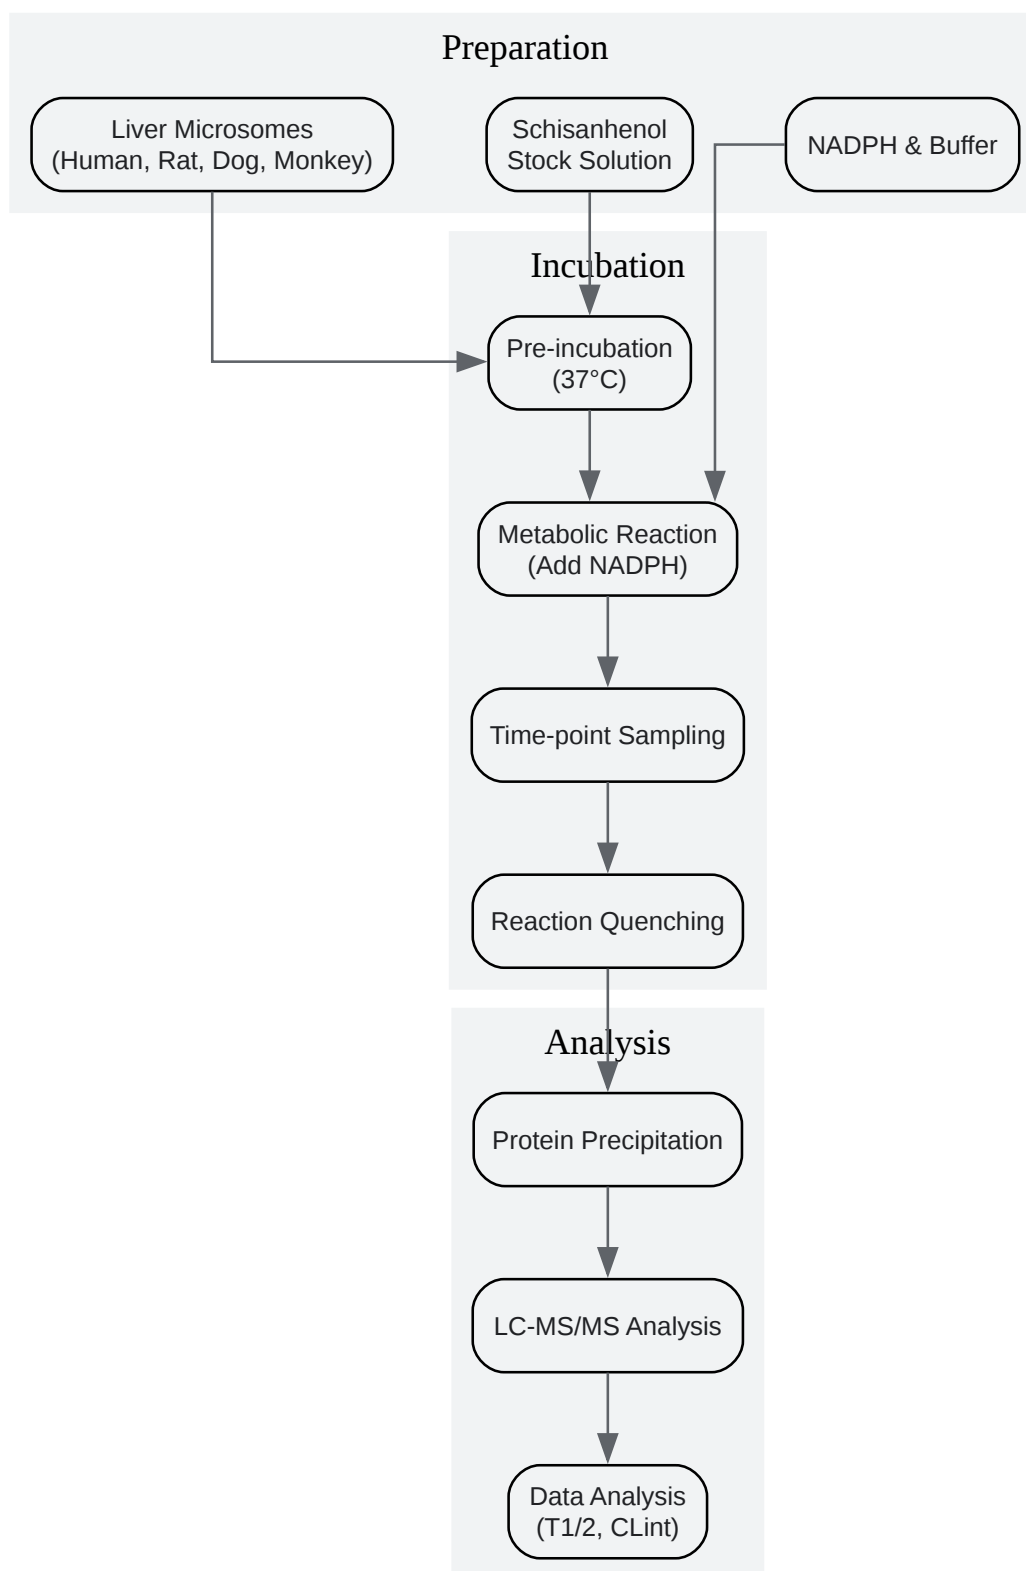 Preparation
Liver Microsomes
(Human, Rat, Dog, Monkey)
Schisanhenol
Stock Solution
NADPH & Buffer
Incubation
Pre-incubation
(37°C)
Metabolic Reaction
(Add NADPH)
Time-point Sampling
Reaction Quenching
Analysis
Protein Precipitation
LC-MS/MS Analysis
Data Analysis
(T1/2, CLint)